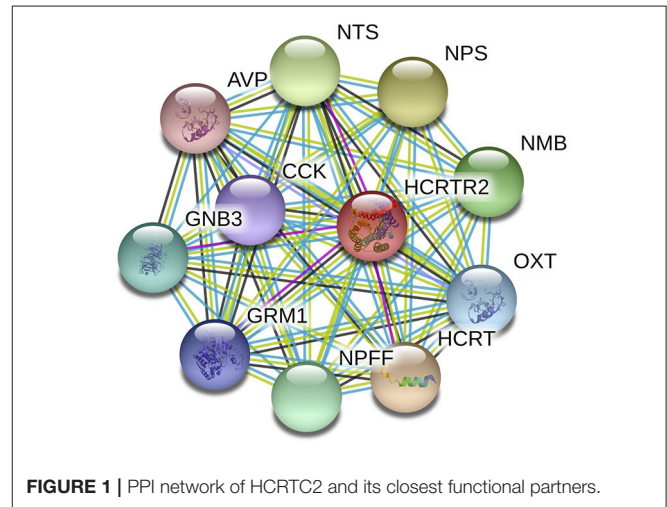 NTS
NPS
AVP
NMB
CCK
HCRTR2
GNB3
OXT
GRM1
HCRT
NPFF
FIGURE 1 | PPI network of HCRTC2 and its closest functional partners.